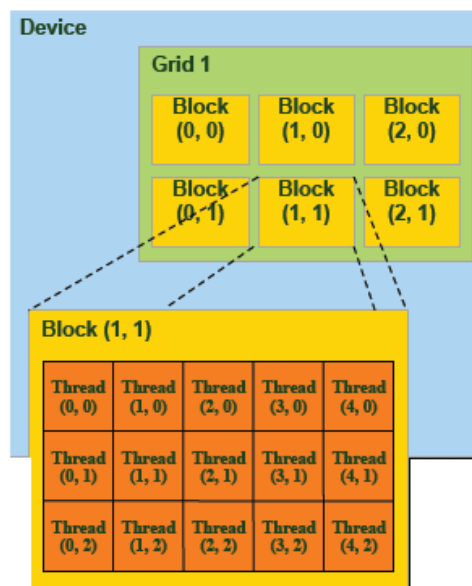 Device
Grid 1
Block Block Block
(0, 0) (1, 0) (2, 0)
Block Block Block
(0, 1) (1, 1) (2, 1)
Block (1, 1)
Thread Thread Thread Thread Thread
(0, 0) (1, 0) (2, 0) (3, 0) (4, 0)
Thread Thread Thread Thread Thread
(0, 1) (1, 1) (2, 1) (3, 1) (4, 1)
Thread Thread Thread Thread Thread
(0, 2) (1, 2) (2, 2) (3, 2) (4, 2)